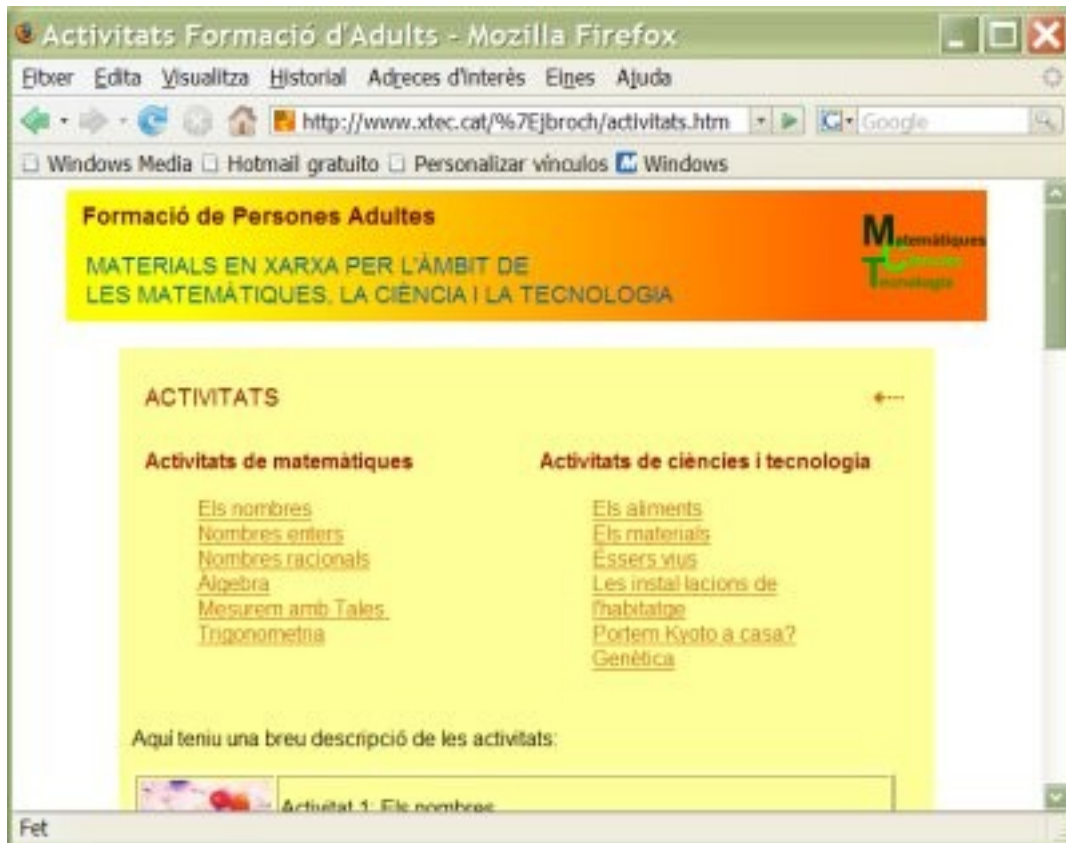 Activitats Formació d'Adults - Mozilla Firefox
Fitxer Edita Visualitza Historial Adreces d'interès Eines Ajuda
http://www.xtec.cat/%7Ejbroch/activitats.htm Google
Windows Media Hotmail gratuito Personalizar vínculos Windows
Formació de Persones Adultes
Matemàtiques
Ciències
Tecnologia
MATERIALS EN XARXA PER L'ÀMBIT DE
LES MATEMÀTIQUES, LA CIÈNCIA I LA TECNOLOGIA
ACTIVITATS
Activitats de matemàtiques
Els nombres
Nombres enters
Nombres racionals
Àlgebra
Mesurem amb Tales
Trigonometria
Activitats de ciències i tecnologia
Els aliments
Els materials
Éssers vius
Les instal·lacions de
l'habitatge
Portem Kyoto a casa?
Genètica
Aquí teniu una breu descripció de les activitats:
Activitat 1: Els nombres
Fet